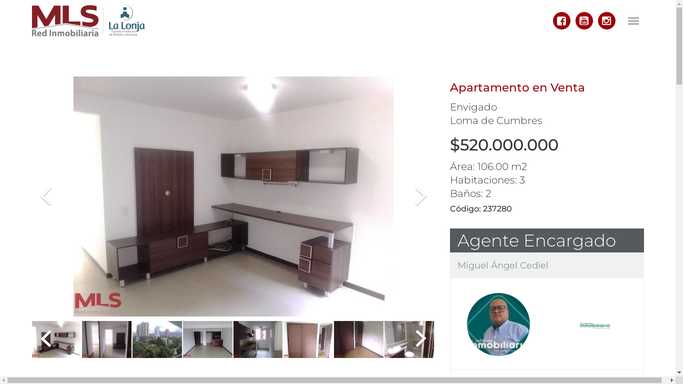 MLS
Red Inmobiliaria
La Lonja
Apartamento en Venta
Envigado
Loma de Cumbres
$520.000.000
Área: 106.00 m2
Habitaciones: 3
Baños: 2
Código: 237280
MLS
Agente Encargado
Miguel Ángel Cediel